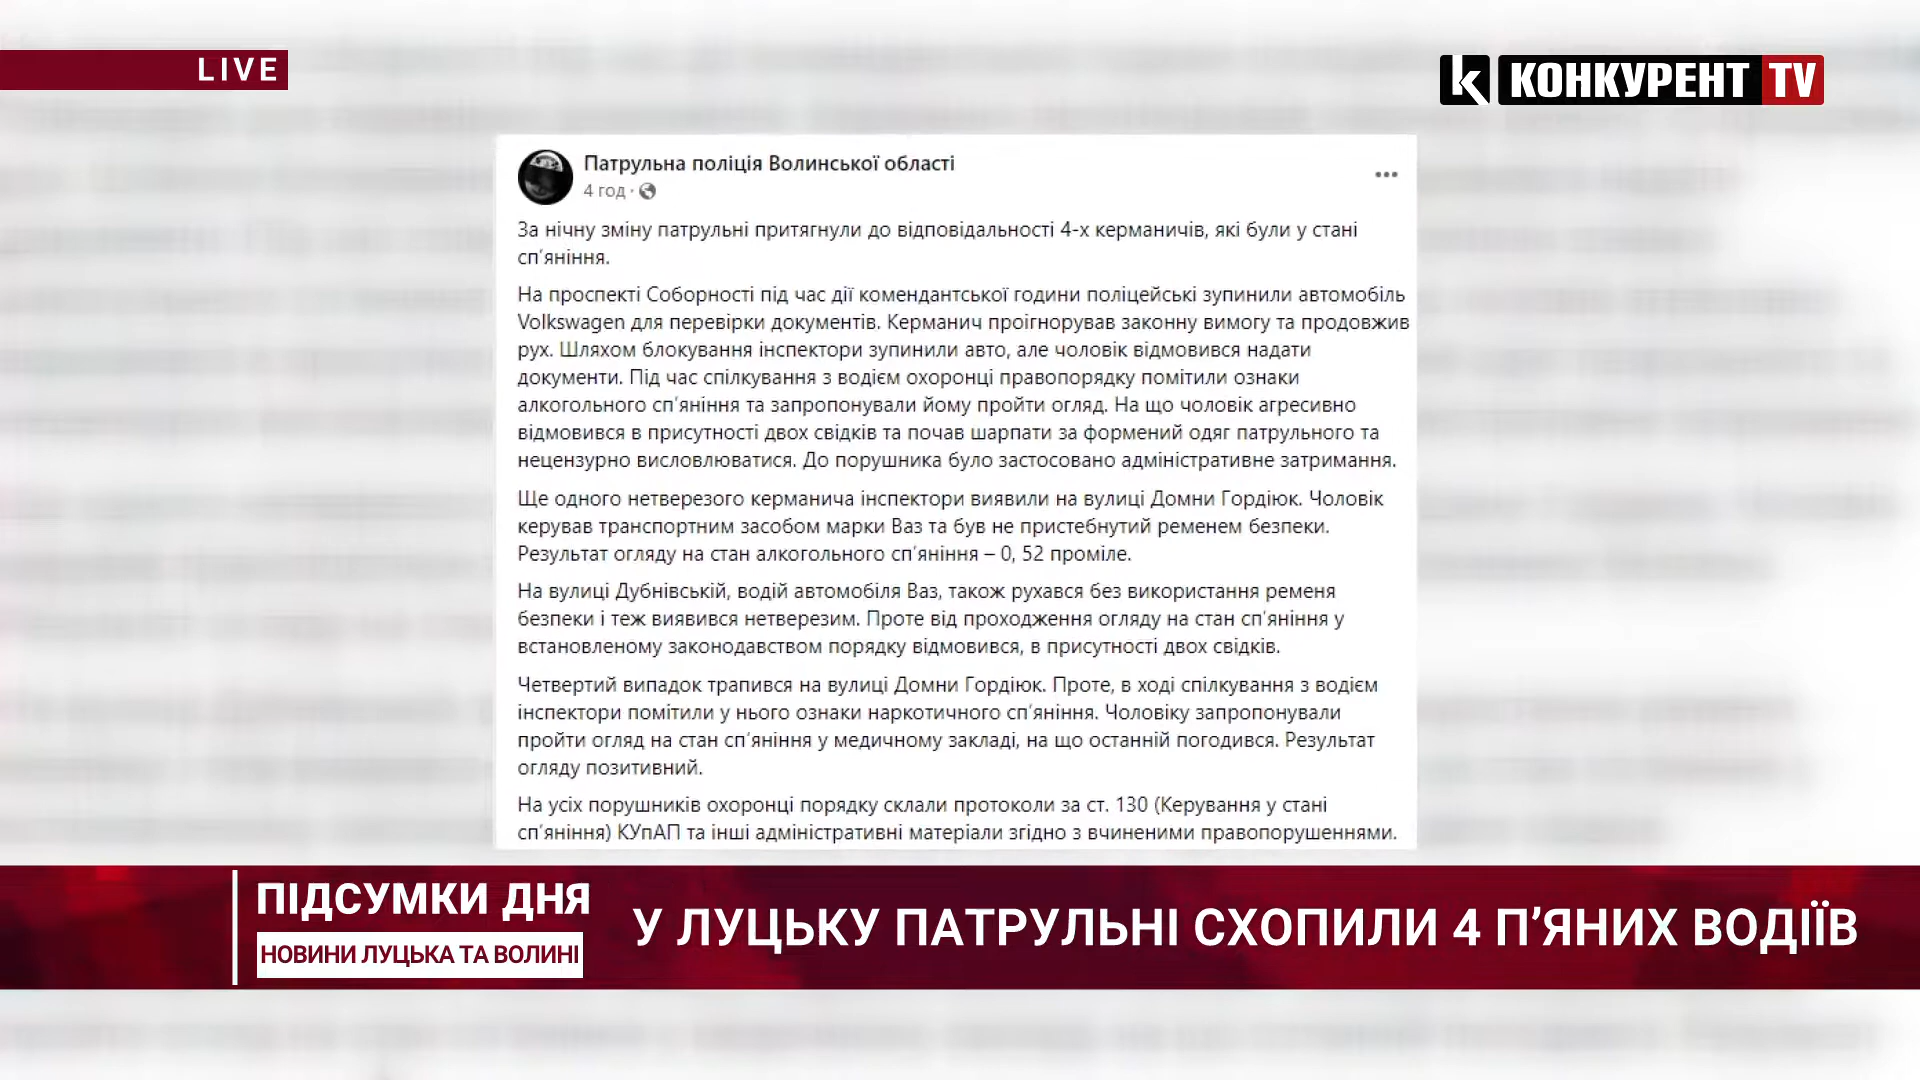 LIVE
k КОНКУРЕНТ TV
Патрульна поліція Волинської області
4 год ·
За нічну зміну патрульні притягнули до відповідальності 4-х керманичів, які були у стані
сп'яніння.
На проспекті Соборності під час дії комендантської години поліцейські зупинили автомобіль
Volkswagen для перевірки документів. Керманич проігнорував законну вимогу та продовжив
рух. Шляхом блокування інспектори зупинили авто, але чоловік відмовився надати
документи. Під час спілкування з водієм охоронці правопорядку помітили ознаки
алкогольного сп'яніння та запропонували йому пройти огляд. На що чоловік агресивно
відмовився в присутності двох свідків та почав шарпати за формений одяг патрульного та
нецензурно висловлюватися. До порушника було застосовано адміністративне затримання.
Ще одного нетверезого керманича інспектори виявили на вулиці Домни Гордіюк. Чоловік
керував транспортним засобом марки Ваз та був не пристебнутий ременем безпеки.
Результат огляду на стан алкогольного сп'яніння – 0, 52 проміле.
На вулиці Дубнівській, водій автомобіля Ваз, також рухався без використання ременя
безпеки і теж виявився нетверезим. Проте від проходження огляду на стан сп'яніння у
встановленому законодавством порядку відмовився, в присутності двох свідків.
Четвертий випадок трапився на вулиці Домни Гордіюк. Проте, в ході спілкування з водієм
інспектори помітили у нього ознаки наркотичного сп'яніння. Чоловіку запропонували
пройти огляд на стан сп'яніння у медичному закладі, на що останній погодився. Результат
огляду позитивний.
На усіх порушників охоронці порядку склали протоколи за ст. 130 (Керування у стані
сп'яніння) КУпАП та інші адміністративні матеріали згідно з вчиненими правопорушеннями.
ПІДСУМКИ ДНЯ
НОВИНИ ЛУЦЬКА ТА ВОЛИНІ
У ЛУЦЬКУ ПАТРУЛЬНІ СХОПИЛИ 4 П’ЯНИХ ВОДІЇВ